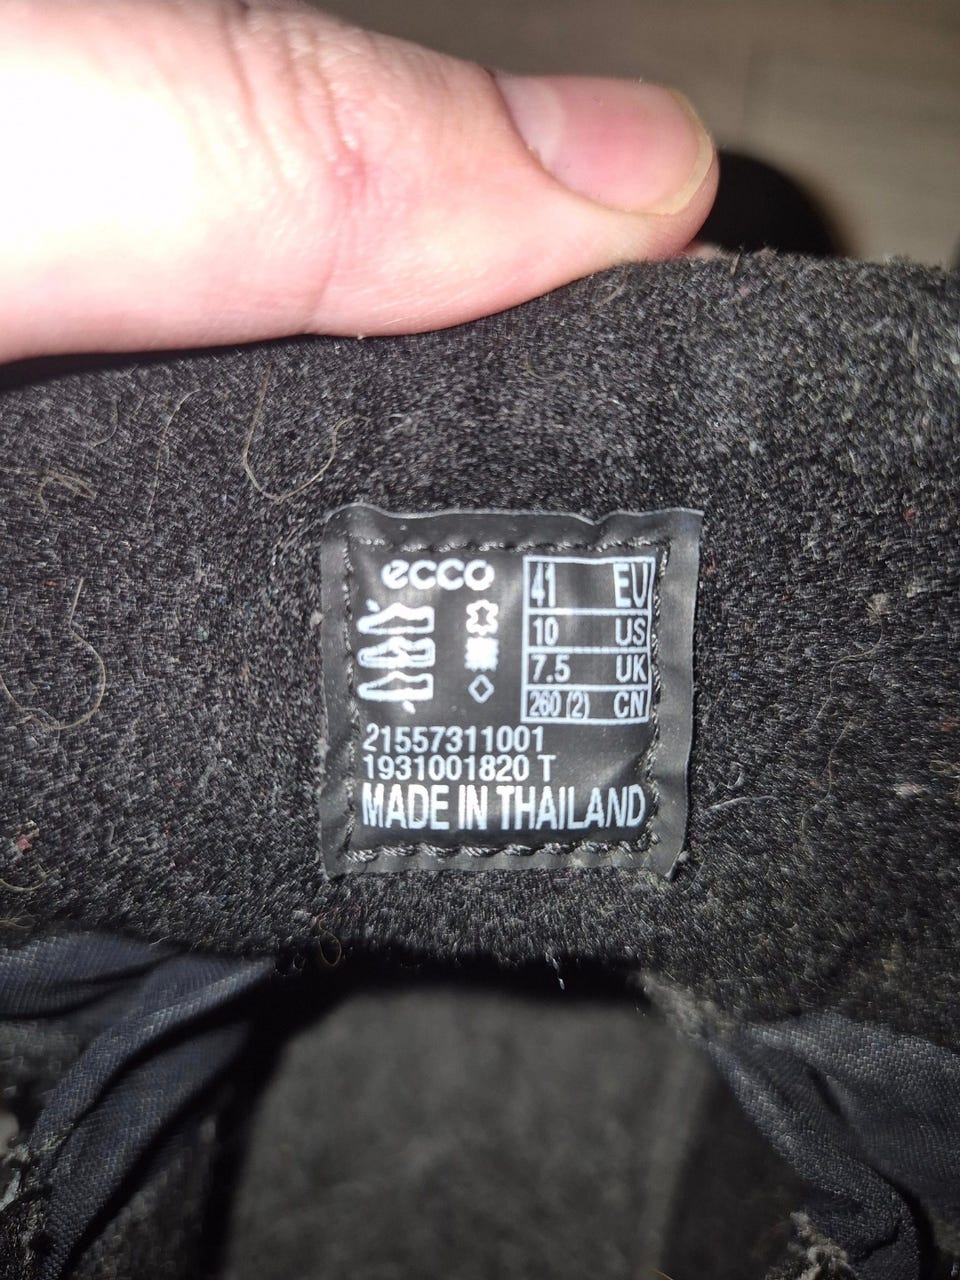 ecco
41 EU
10 US
7.5 UK
260 (2) CN
21557311001
1931001820 T
MADE IN THAILAND